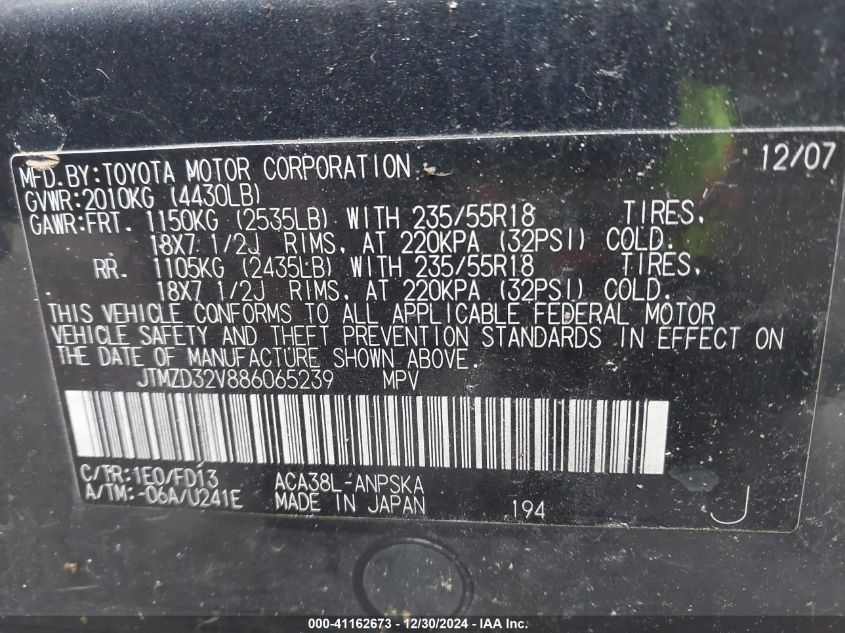 MFD.BY:TOYOTA MOTOR CORPORATION 12/07
GVWR:2010KG (4430LB)
GAWR:FRT. 1150KG (2535LB) WITH 235/55R18 TIRES,
18X7 1/2J RIMS, AT 220KPA (32PSI) COLD.
RR. 1105KG (2435LB) WITH 235/55R18 TIRES,
18X7 1/2J RIMS, AT 220KPA (32PSI) COLD.
THIS VEHICLE CONFORMS TO ALL APPLICABLE FEDERAL MOTOR
VEHICLE SAFETY AND THEFT PREVENTION STANDARDS IN EFFECT ON
THE DATE OF MANUFACTURE SHOWN ABOVE.
JTMZD32V886065239 MPV
C/TR:1E0/FD13 ACA38L-ANPSKA
A/TM:-06A/U241E MADE IN JAPAN 194 J
000-41162673 - 12/30/2024 - IAA Inc.